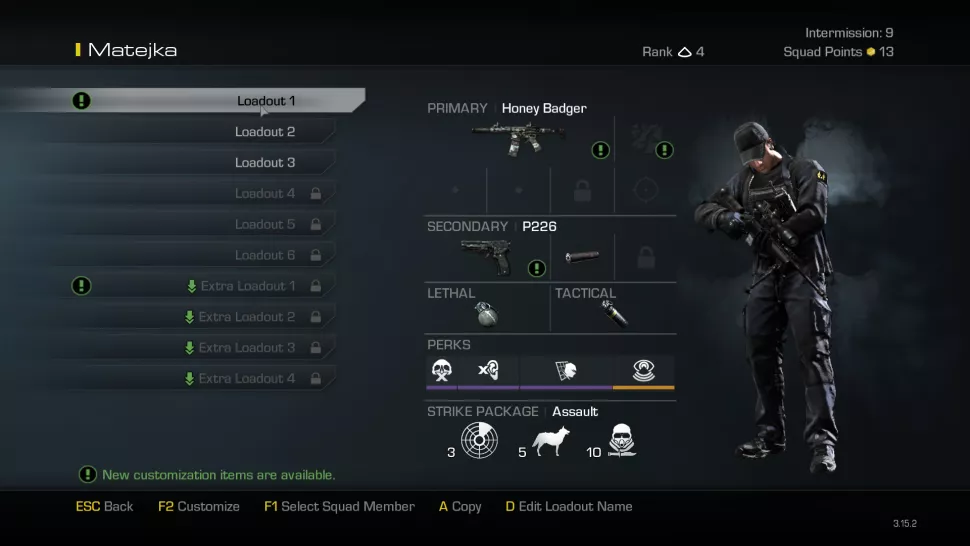 Matejka
Intermission: 9
Rank 4
Squad Points 13
Loadout 1
Loadout 2
Loadout 3
Loadout 4
Loadout 5
Loadout 6
Extra Loadout 1
Extra Loadout 2
Extra Loadout 3
Extra Loadout 4
! New customization items are available.
PRIMARY | Honey Badger
SECONDARY | P226
LETHAL
TACTICAL
PERKS
STRIKE PACKAGE | Assault
3 5 10
ESC Back F2 Customize F1 Select Squad Member A Copy D Edit Loadout Name
3.15.2